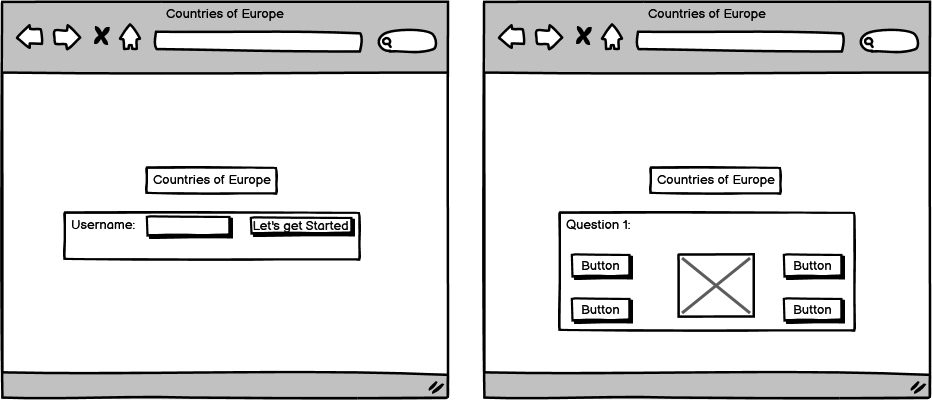 Countries of Europe
Countries of Europe
Username:
Let's get Started
Countries of Europe
Countries of Europe
Question 1:
Button
Button
Button
Button